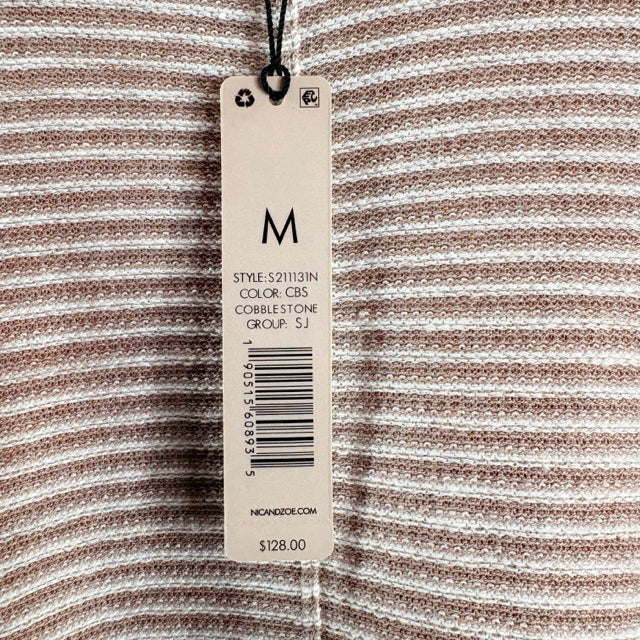 M
STYLE: S211131N
COLOR: CBS
COBBLESTONE
GROUP: SJ
1 90515 60893 5
NICANDZOE.COM
$128.00